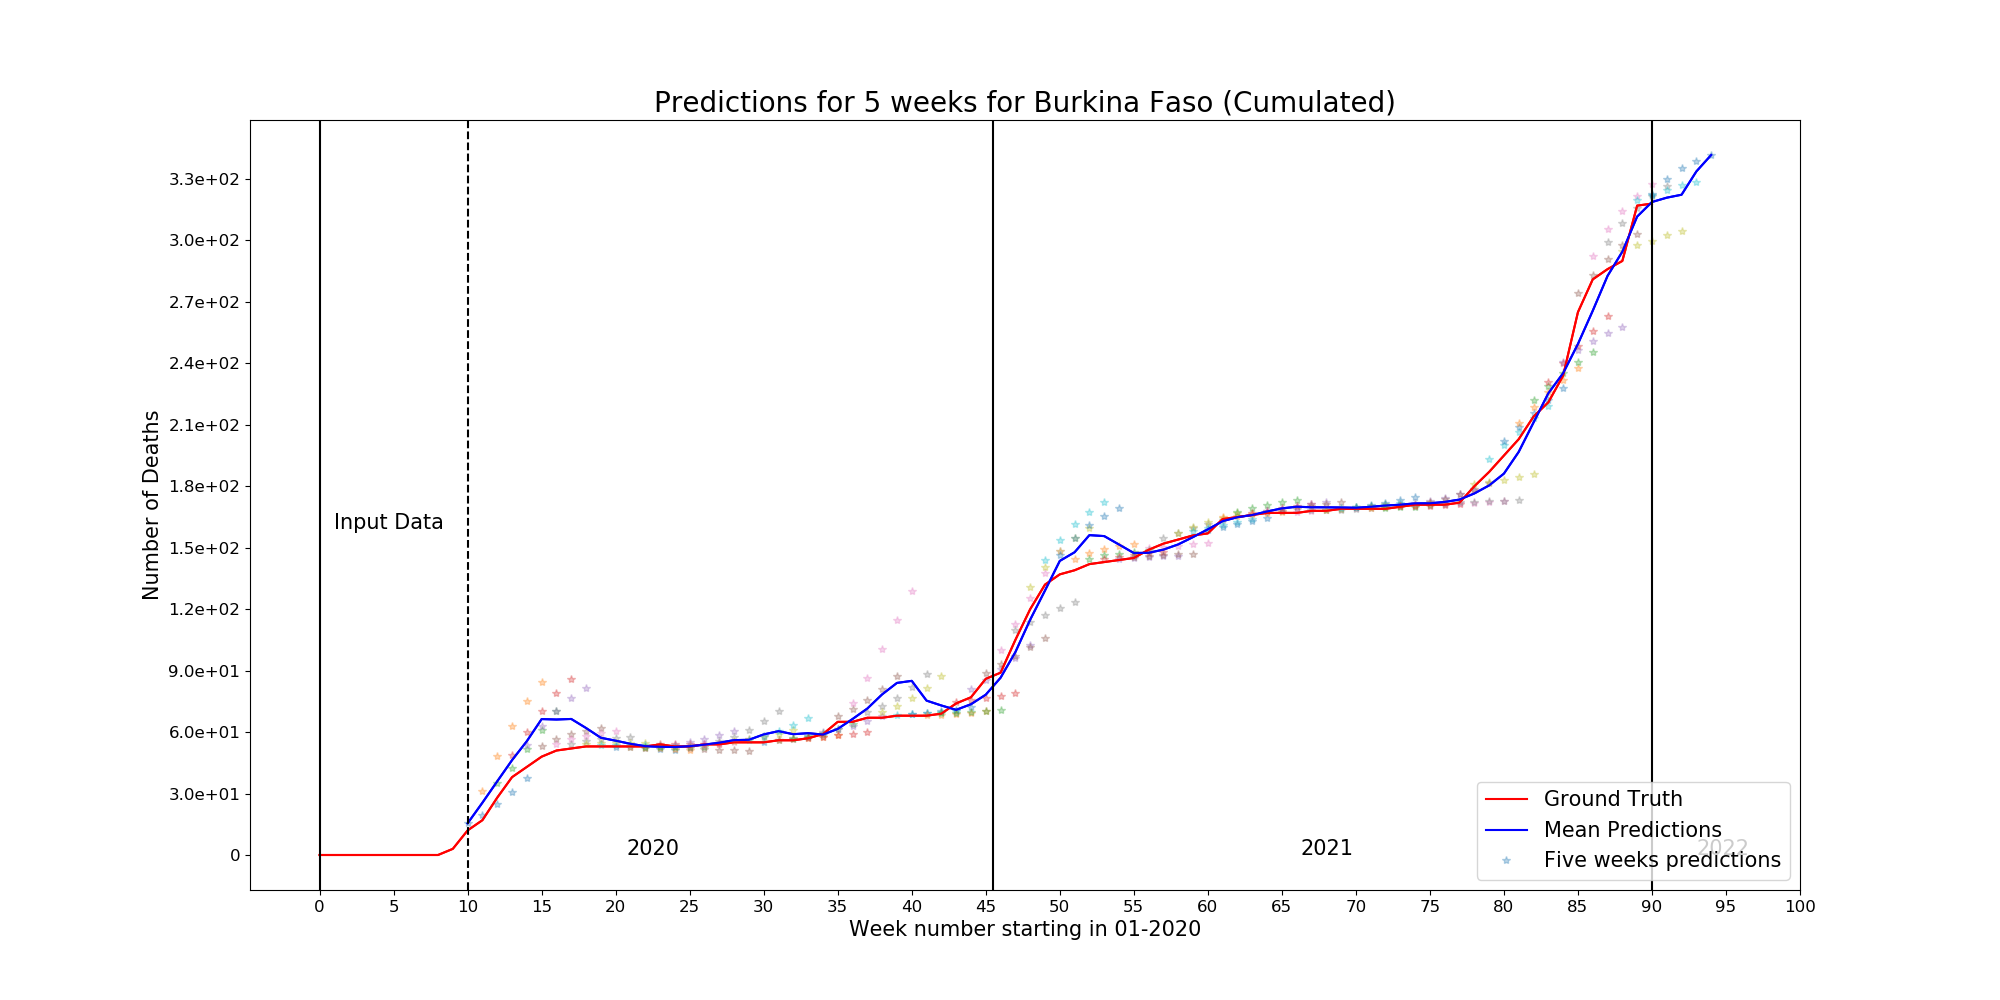 Predictions for 5 weeks for Burkina Faso (Cumulated)
Number of Deaths
3.3e+02
3.0e+02
2.7e+02
2.4e+02
2.1e+02
1.8e+02
1.5e+02
1.2e+02
9.0e+01
6.0e+01
3.0e+01
0
Input Data
2020
2021
2022
Ground Truth
Mean Predictions
Five weeks predictions
0 5 10 15 20 25 30 35 40 45 50 55 60 65 70 75 80 85 90 95 100
Week number starting in 01-2020